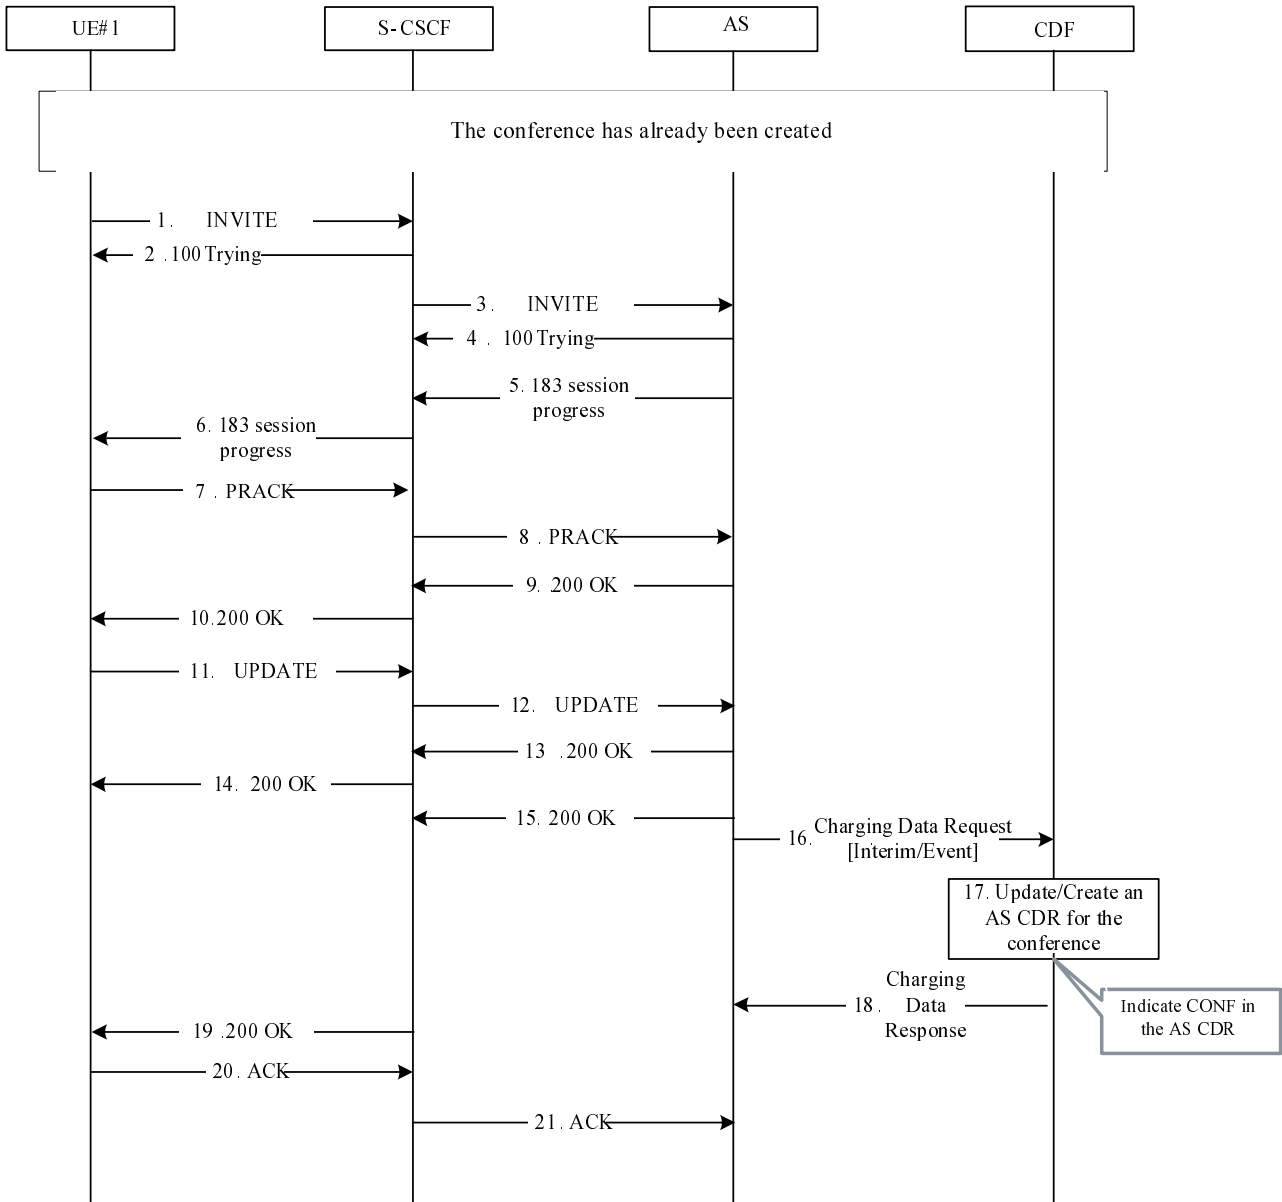 UE#1
S-CSCF
AS
CDF
The conference has already been created
1. INVITE
2 .100 Trying
3. INVITE
4 . 100 Trying
5. 183 session
progress
6. 183 session
progress
7 . PRACK
8 . PRACK
9. .200 OK
10.200 OK
11. UPDATE
12. UPDATE
13 .200 OK
14. 200 OK
15. 200 OK
16. Charging Data Request
[Interim/Event]
17. Update/Create an
AS CDR for the
conference
Charging
18. Data
Response
Indicate CONF in
the AS CDR
19 .200 OK
20. ACK
21. ACK